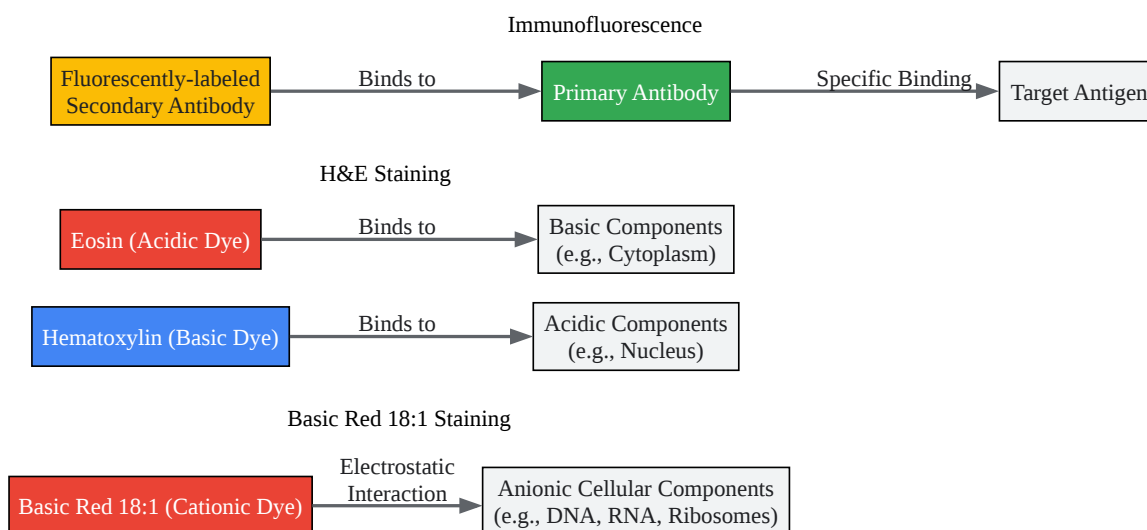 Immunofluorescence
Fluorescently-labeled
Secondary Antibody
Binds to
Primary Antibody
Specific Binding
Target Antigen
H&E Staining
Eosin (Acidic Dye)
Binds to
Basic Components
(e.g., Cytoplasm)
Hematoxylin (Basic Dye)
Binds to
Acidic Components
(e.g., Nucleus)
Basic Red 18:1 Staining
Basic Red 18:1 (Cationic Dye)
Electrostatic
Interaction
Anionic Cellular Components
(e.g., DNA, RNA, Ribosomes)